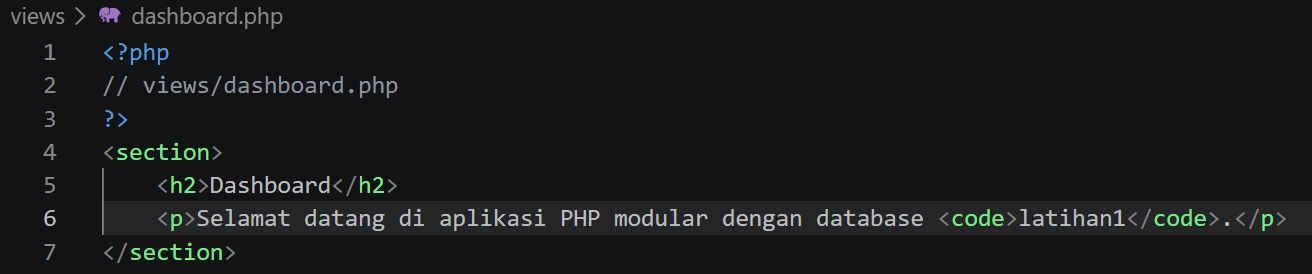 views > dashboard.php
1 <?php
2 // views/dashboard.php
3 ?>
4 <section>
5     <h2>Dashboard</h2>
6     <p>Selamat datang di aplikasi PHP modular dengan database <code>latihan1</code>.</p>
7 </section>